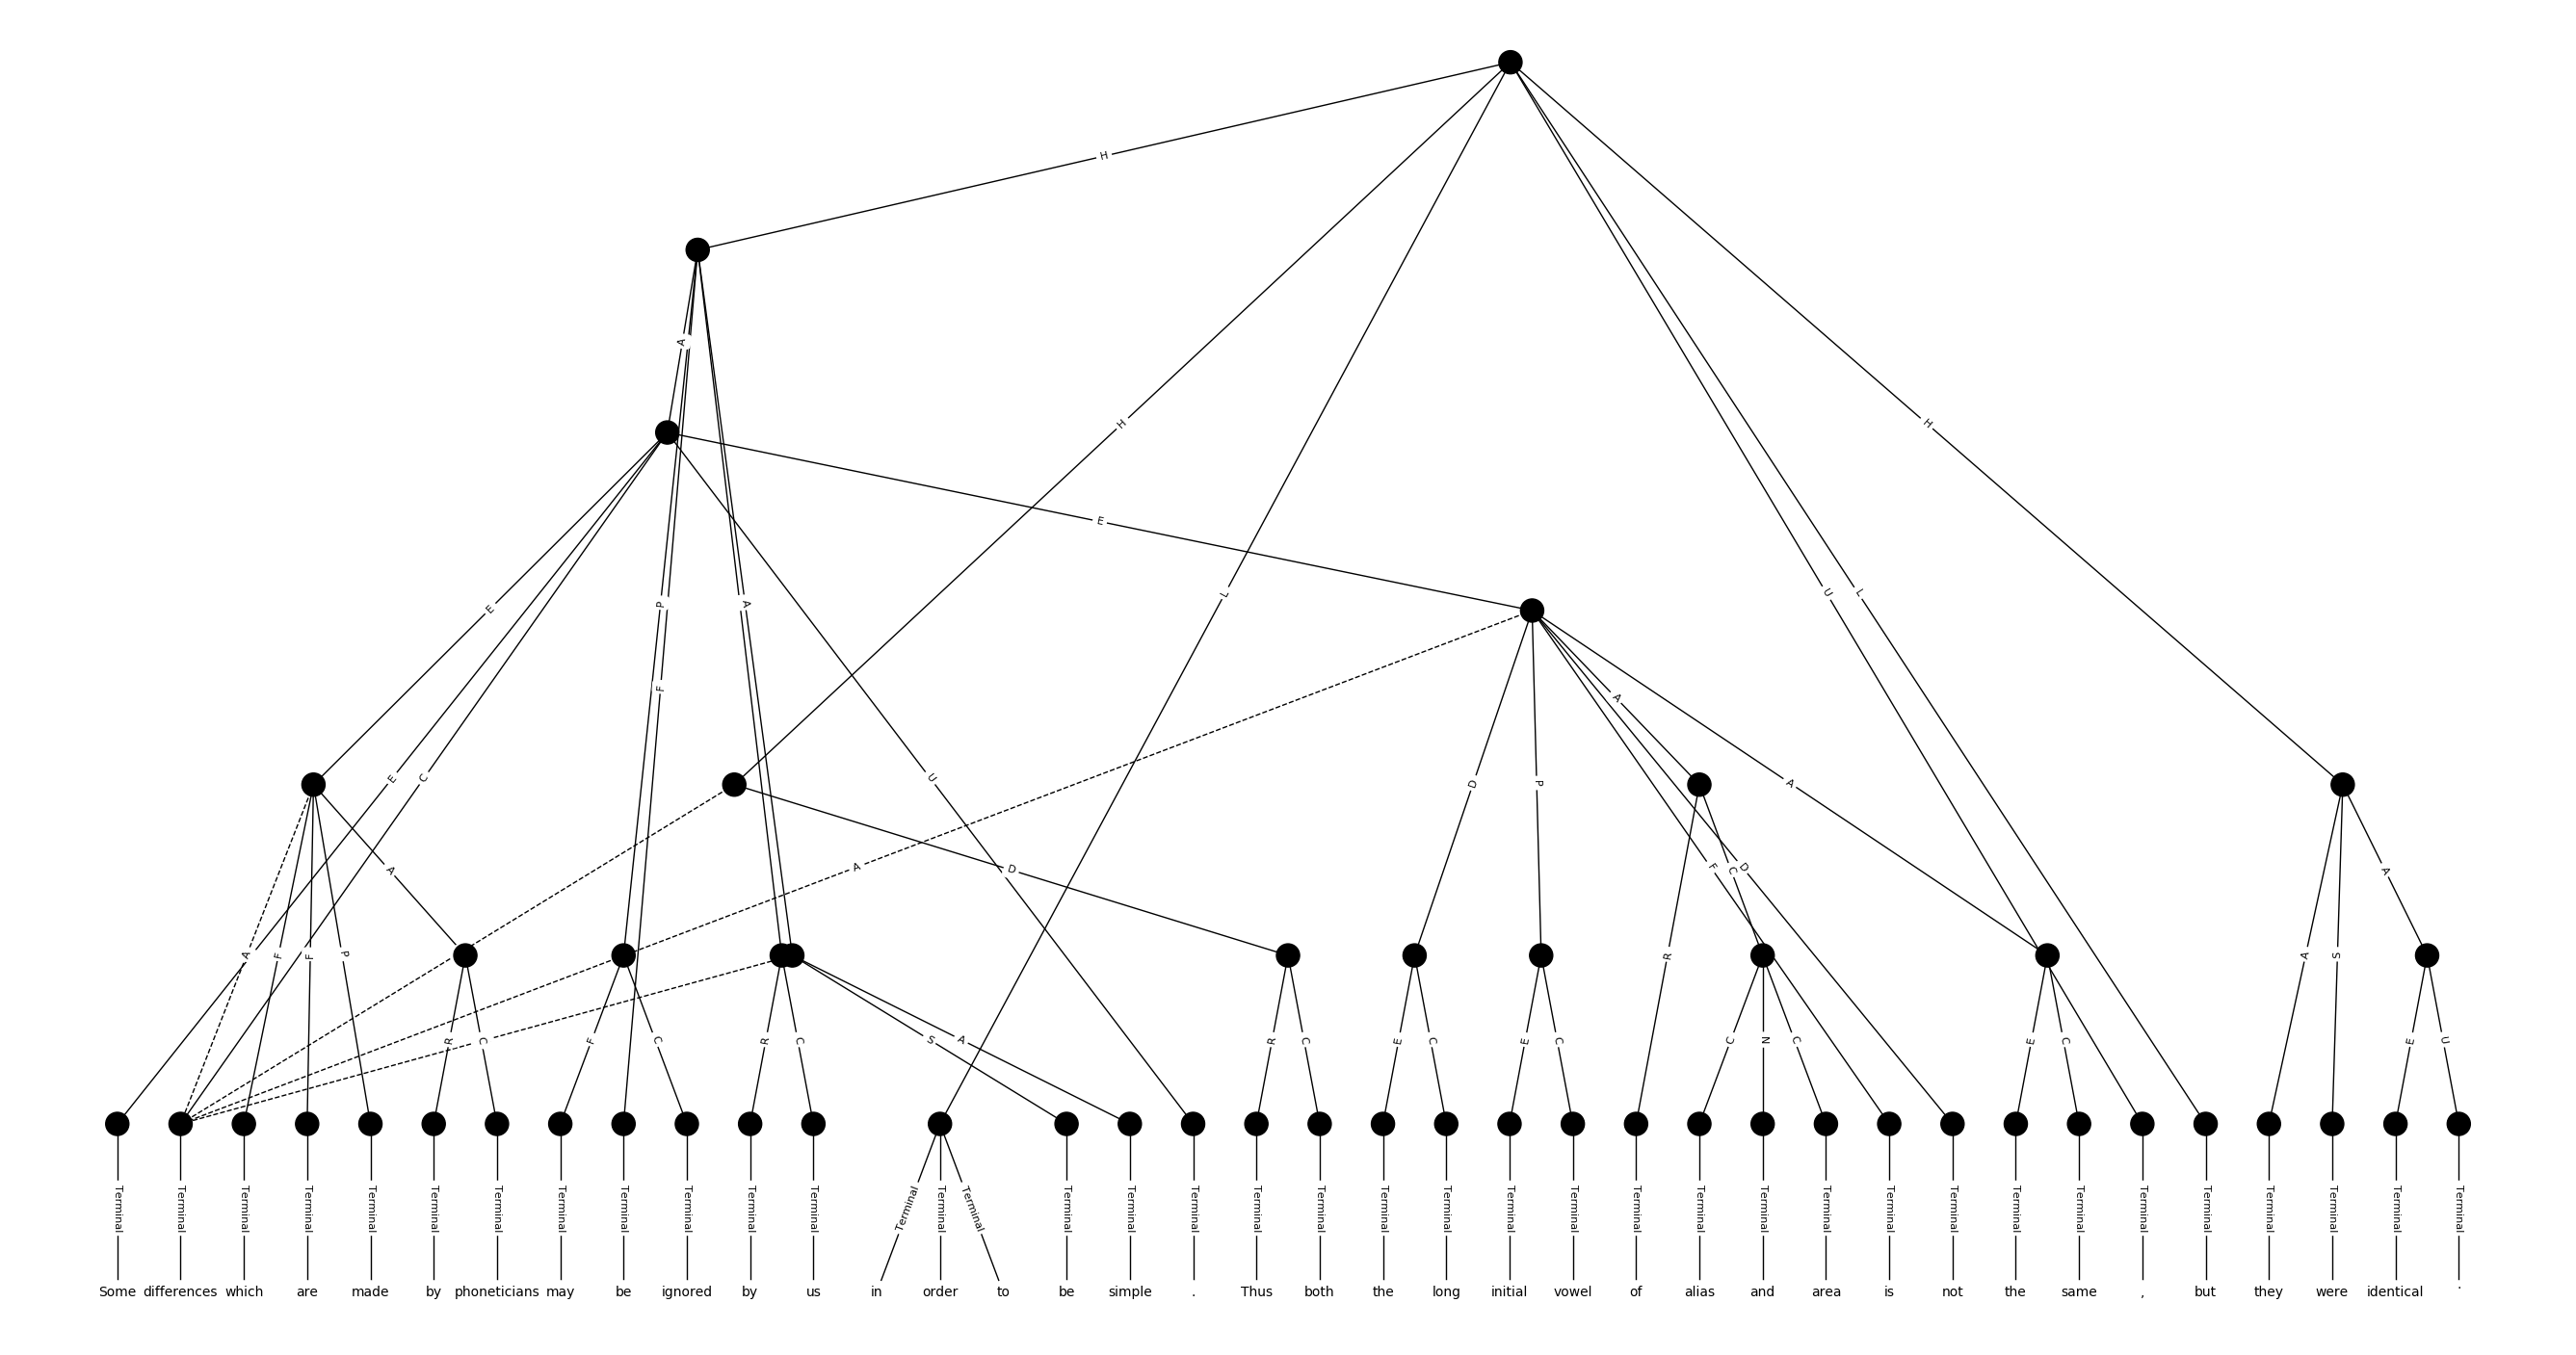 H
A
H
H
E
E
P
A
L
U
L
F
A
E
C
U
D
P
A
A
A
D
F
C
D
A
A
F
F
P
R
A
S
R
C
F
C
R
C
S
A
R
C
E
C
E
C
C
N
C
E
C
E
U
Terminal Terminal Terminal Terminal Terminal Terminal Terminal Terminal Terminal Terminal Terminal Terminal Terminal Terminal Terminal Terminal Terminal Terminal Terminal Terminal Terminal Terminal Terminal Terminal Terminal Terminal Terminal Terminal Terminal Terminal Terminal Terminal Terminal Terminal Terminal Terminal Terminal Terminal
Some differences which are made by phoneticians may be ignored by us in order to be simple . Thus both the long initial vowel of alias and area is not the same , but they were identical .